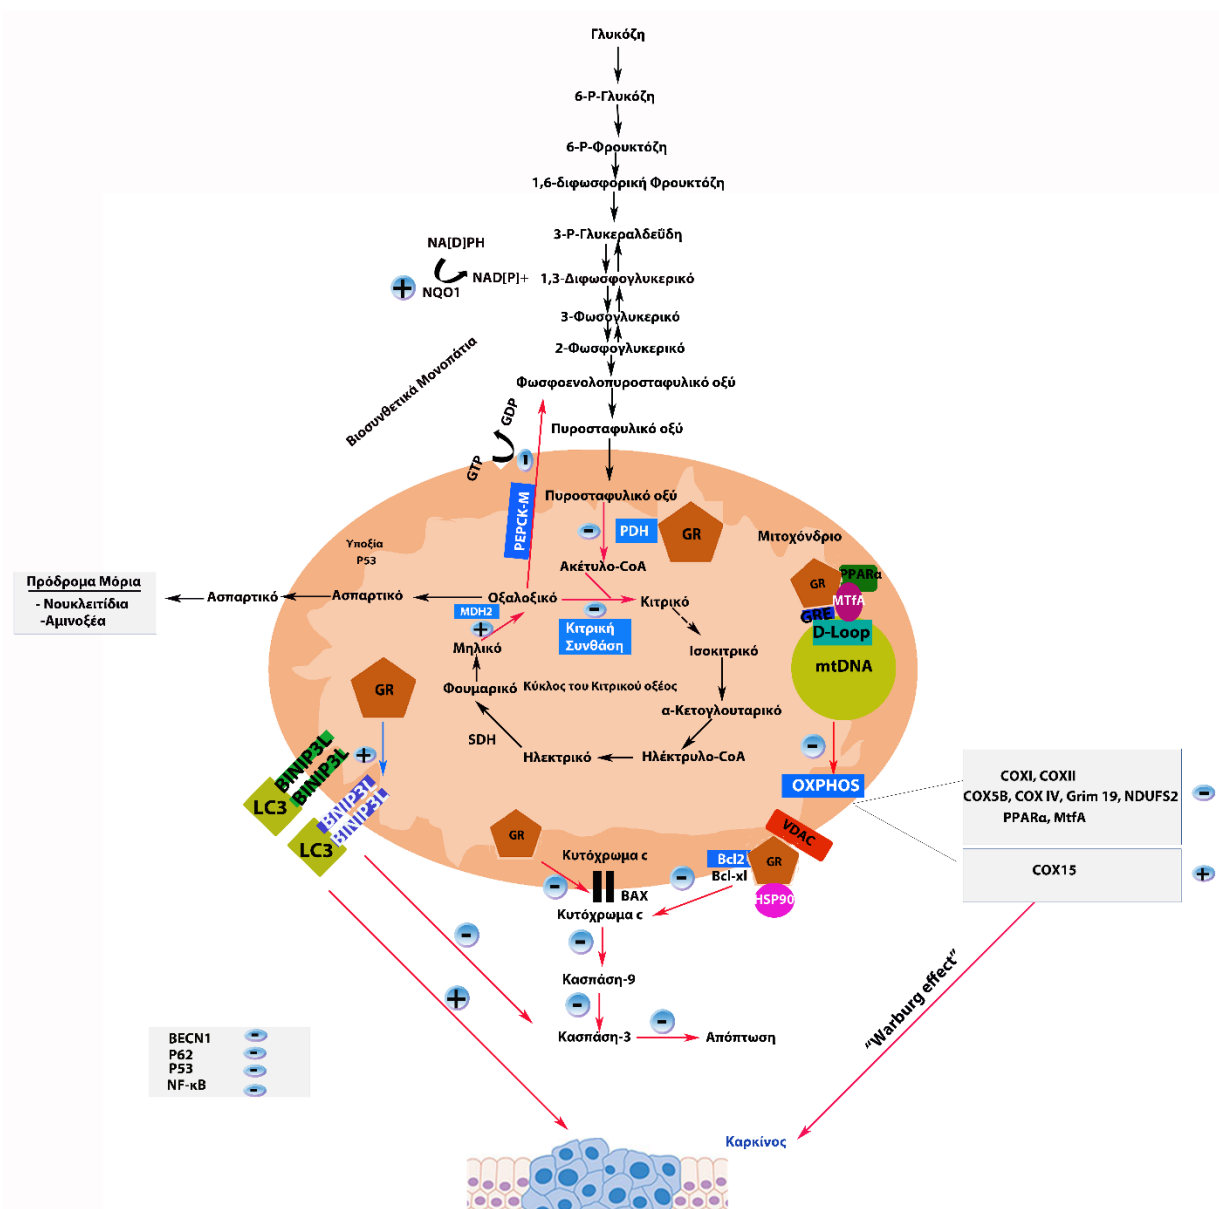 Γλυκόζη
6-P-Γλυκόζη
6-P-Φρουκτόζη
1,6-διφωσφορική Φρουκτόζη
3-P-Γλυκεραλδεΰδη
NA[D]PH
NAD[P]+
+
NQO1
1,3-Διφωσφογλυκερικό
3-Φωσογλυκερικό
2-Φωσφογλυκερικό
Βιοσυνθετικά Μονοπάτια
Φωσφοενολοπυροσταφυλικό οξύ
GDP
GTP
-
Πυροσταφυλικό οξύ
Πυροσταφυλικό οξύ
PEPCK-M
-
PDH
GR
Μιτοχόνδριο
Υποξία
P53
Ακέτυλο-CoA
GR
PPARα
MTfA
GRE
D-Loop
mtDNA
Πρόδρομα Μόρια
- Νουκλειτίδια
-Αμινοξέα
Ασπαρτικό
Ασπαρτικό
Οξαλοξικό
Κιτρικό
MDH2
+
-
Κιτρική
Συνθάση
Μηλικό
Ισοκιτρικό
GR
Φουμαρικό
Κύκλος του Κιτρικού οξέος
α-Κετογλουταρικό
SDH
Ηλεκτρικό
Ηλέκτρυλο-CoA
-
OXPHOS
BINIP3L
BINIP3L
LC3
+
BNIP3L
BINIP3L
LC3
COXI, COXII
COX5B, COX IV, Grim 19, NDUFS2
PPARα, MtfA
-
COX15
+
GR
Κυτόχρωμα c
-
BAX
Κυτόχρωμα c
VDAC
Bcl2
Bcl-xl
GR
HSP90
-
-
-
Κασπάση-9
-
+
Κασπάση-3
-
Απόπτωση
“Warburg effect”
BECN1 -
P62 -
P53 -
NF-κB -
Καρκίνος